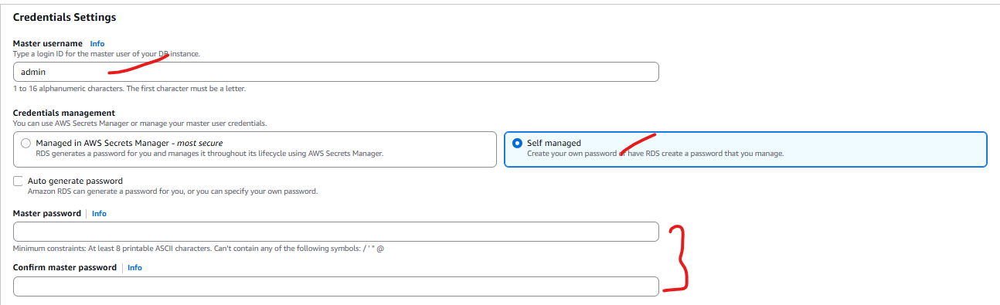 Credentials Settings
Master username Info
Type a login ID for the master user of your DB instance.
admin
1 to 16 alphanumeric characters. The first character must be a letter.
Credentials management
You can use AWS Secrets Manager or manage your master user credentials.
Managed in AWS Secrets Manager - most secure
RDS generates a password for you and manages it throughout its lifecycle using AWS Secrets Manager.
Self managed
Create your own password or have RDS create a password that you manage.
Auto generate password
Amazon RDS can generate a password for you, or you can specify your own password.
Master password Info
Minimum constraints: At least 8 printable ASCII characters. Can't contain any of the following symbols: / ' " @
Confirm master password Info